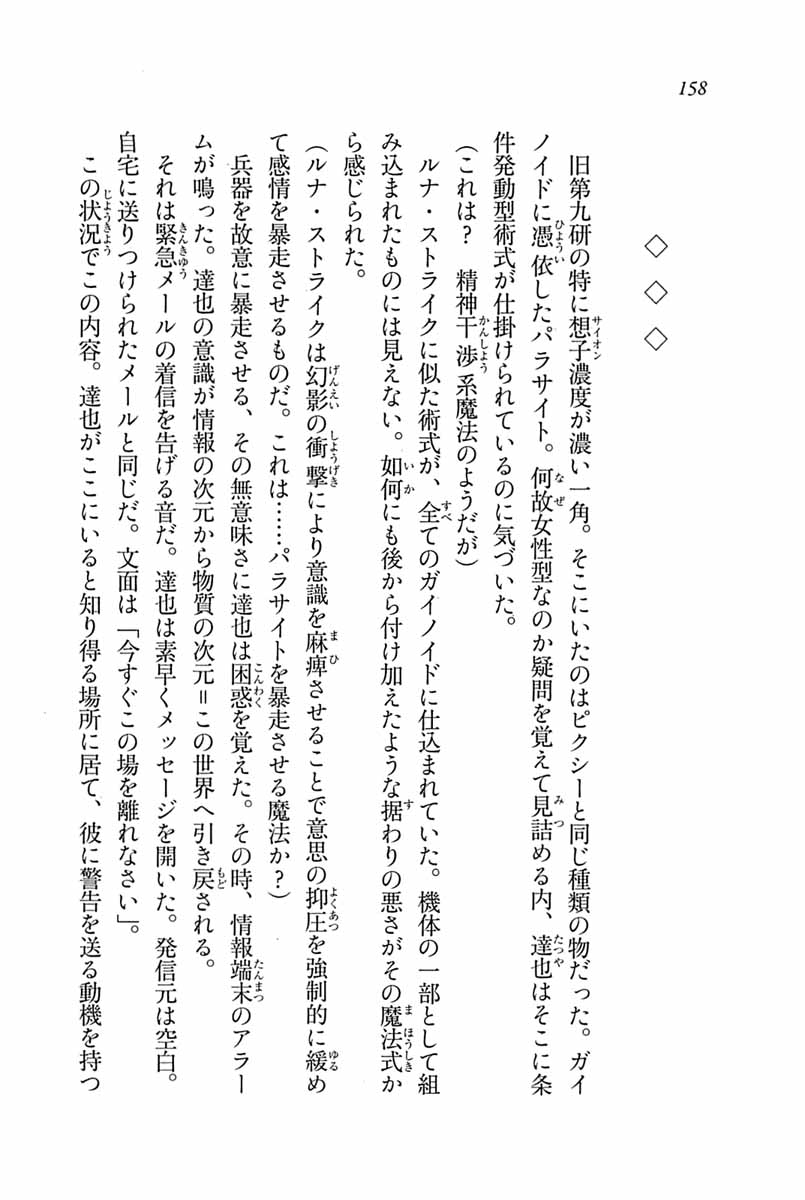 158
◇ ◇ ◇
旧第九研の特に想子濃度が濃い一角。そこにいたのはピクシーと同じ種類の物だった。ガイ
ノイドに憑依したパラサイト。何故女性型なのか疑問を覚えて見詰める内、達也はそこに条
件発動型術式が仕掛けられているのに気づいた。
(これは? 精神干渉系魔法のようだが)
ルナ・ストライクに似た術式が、全てのガイノイドに仕込まれていた。機体の一部として組
み込まれたものには見えない。如何にも後から付け加えたような据わりの悪さがその魔法式か
ら感じられた。
(ルナ・ストライクは幻影の衝撃により意識を麻痺させることで意思の抑圧を強制的に緩め
て感情を暴走させるものだ。これは……パラサイトを暴走させる魔法か?)
兵器を故意に暴走させる、その無意味さに達也は困惑を覚えた。その時、情報端末のアラー
ムが鳴った。達也の意識が情報の次元から物質の次元=この世界へ引き戻される。
それは緊急メールの着信を告げる音だ。達也は素早くメッセージを開いた。発信元は空白。
自宅に送りつけられたメールと同じだ。文面は「今すぐこの場を離れなさい」。
この状況でこの内容。達也がここにいると知り得る場所に居て、彼に警告を送る動機を持つ